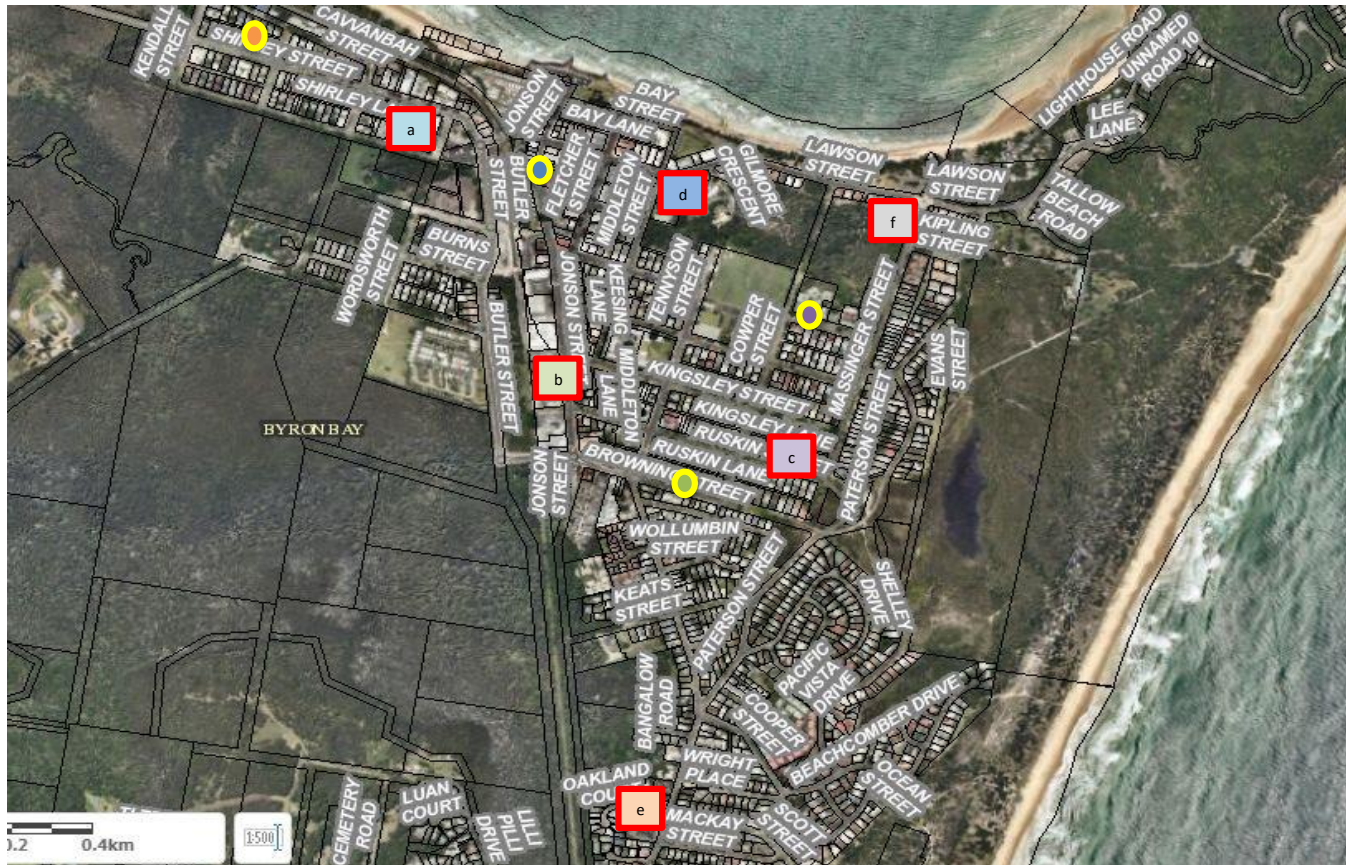 KENDALL
STREET
SHIRLEY STREET
CAVVANBAH
STREET
SHIRLEY
a
JONSON
STREET
BAY
STREET
BAY LANE
LIGHTHOUSE ROAD
UNNAMED
ROAD 10
LEE
LANE
BUTLER
STREET
FLETCHER
STREET
MIDDLETON
STREET
d
GILMORE
CRESCENT
LAWSON
STREET
LAWSON
STREET
f
KIPLING
STREET
TALLOW
BEACH
ROAD
WORDSWORTH
STREET
BURNS
STREET
BUTLER STREET
JONSON STREET
KEESING
LANE
TENNYSON
STREET
COWPER
STREET
MASSINGER STREET
EVANS
STREET
b
LANE
MIDDLETON
KINGSLEY STREET
KINGSLEY LANE
RUSKIN
RUSKIN LANE
c
PATERSON STREET
BYRON BAY
JONSON
STREET
BROWNING STREET
WOLLUMBIN
STREET
KEATS
STREET
PATERSON STREET
SHELLEY
DRIVE
BANGALOW
ROAD
PACIFIC
VISTA
DRIVE
COOPER
STREET
BEACHCOMBER DRIVE
OCEAN
STREET
WRIGHT
PLACE
OAKLAND
COURT
e
MACKAY
STREET
SCOTT
STREET
CEMETERY
ROAD
LUAN
COURT
LILLI
PILLI
DRIVE
0.4km
1:500